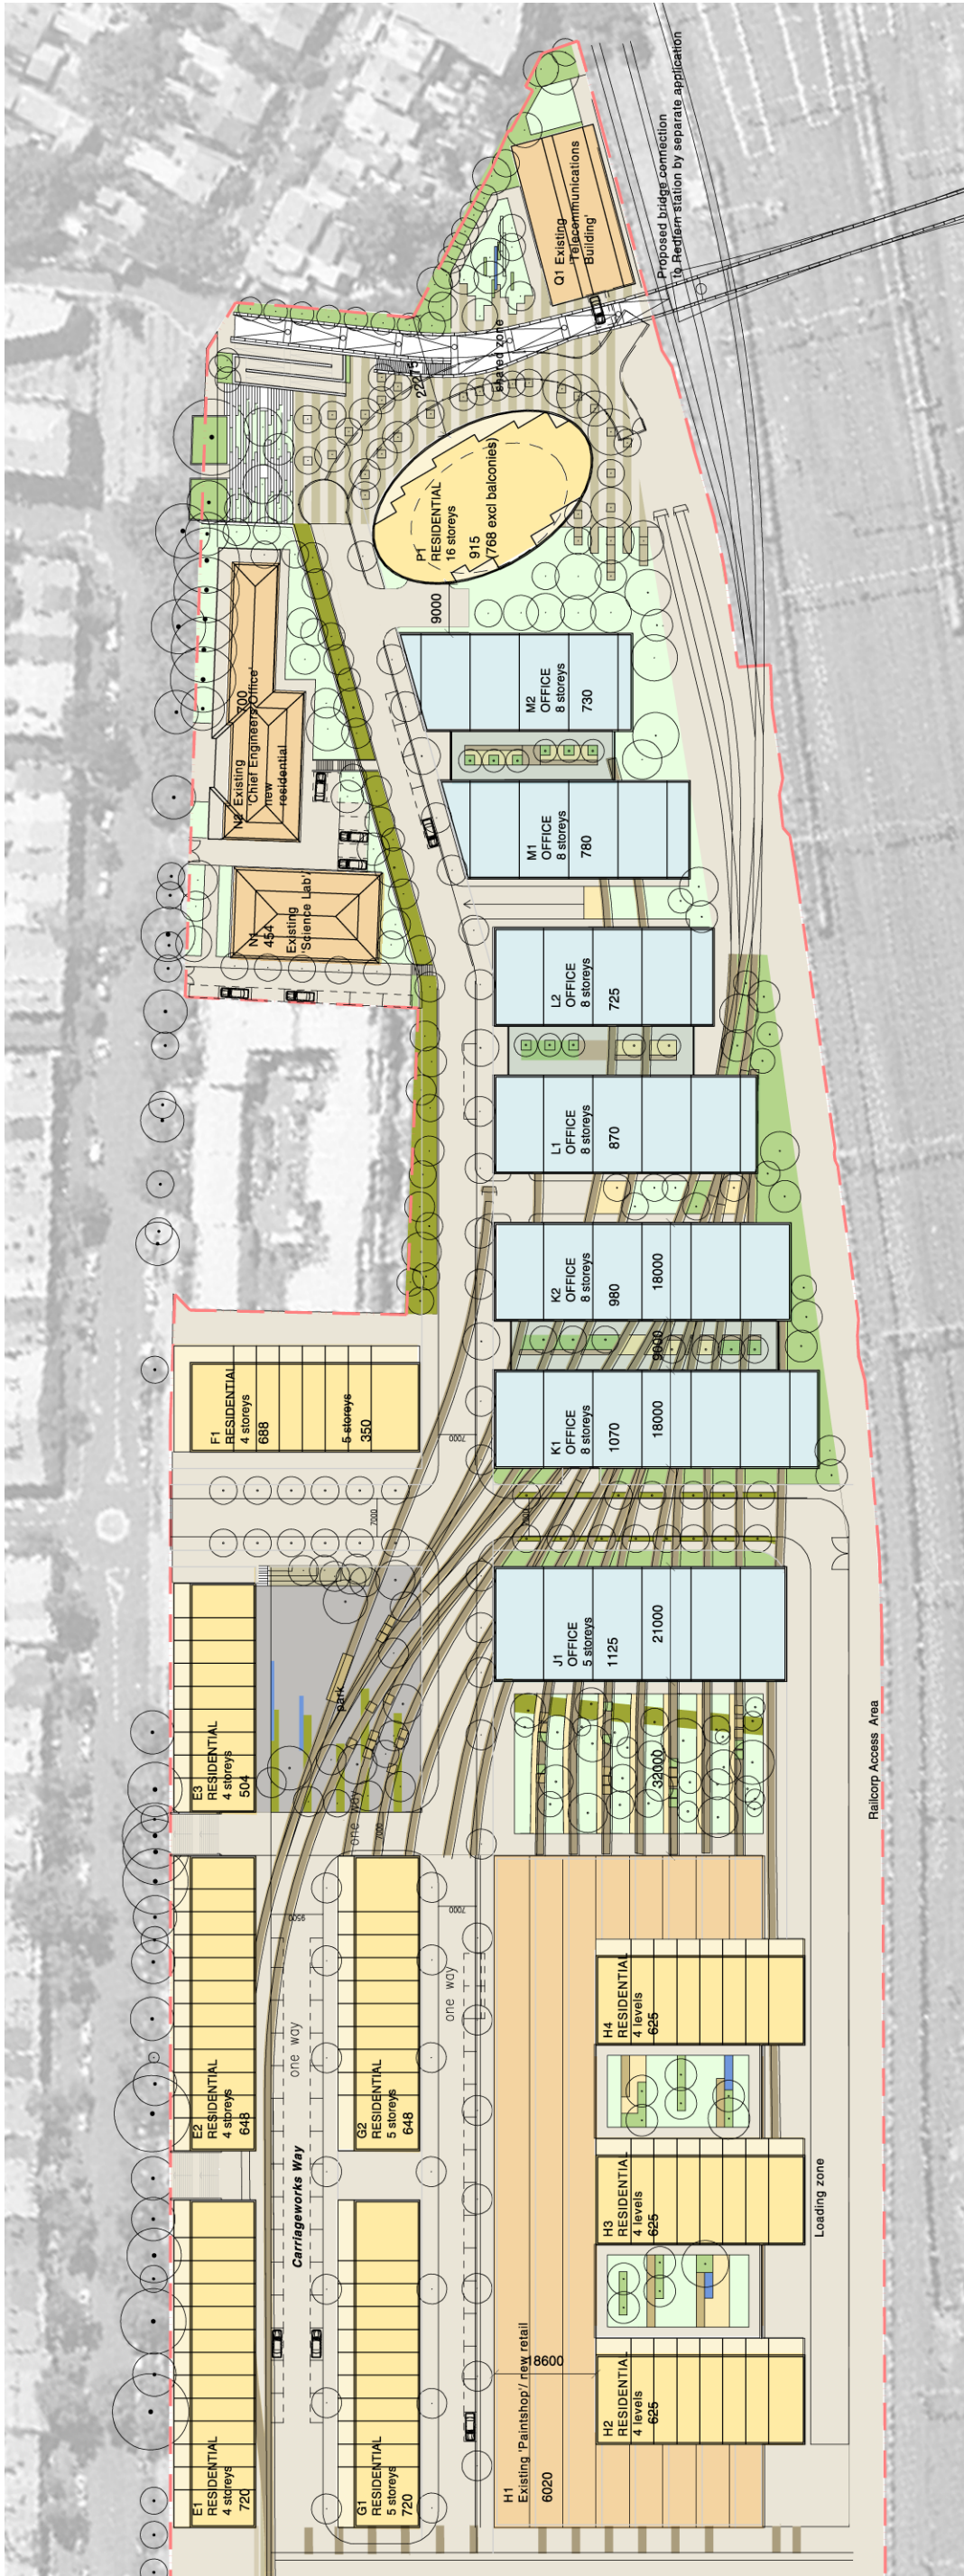 Proposed bridge connection
To Redfern station by separate application
Q1 Existing
'Telecommunications
Building'
shared zone
22275
P1
RESIDENTIAL
16 storeys
915
(768 excl balconies)
9000
N2 Existing
'Chief Engineers Office'
new
residential
700
M2
OFFICE
8 storeys
730
M1
OFFICE
8 storeys
780
N1
454
Existing
'Science Lab'
L2
OFFICE
8 storeys
725
L1
OFFICE
8 storeys
870
K2
OFFICE
8 storeys
980
18000
9000
K1
OFFICE
8 storeys
1070
18000
F1
RESIDENTIAL
4 storeys
688
5 storeys
350
7000
7000
J1
OFFICE
5 storeys
1125
21000
E3
RESIDENTIAL
4 storeys
504
park
one way
7000
32000
Railcorp Access Area
E2
RESIDENTIAL
4 storeys
648
9500
one way
G2
RESIDENTIAL
5 storeys
648
7000
one way
H4
RESIDENTIAL
4 levels
625
Carriageworks Way
H3
RESIDENTIAL
4 levels
625
Loading zone
E1
RESIDENTIAL
4 storeys
720
G1
RESIDENTIAL
5 storeys
720
H1
Existing 'Paintshop'/ new retail
6020
18600
H2
RESIDENTIAL
4 levels
625